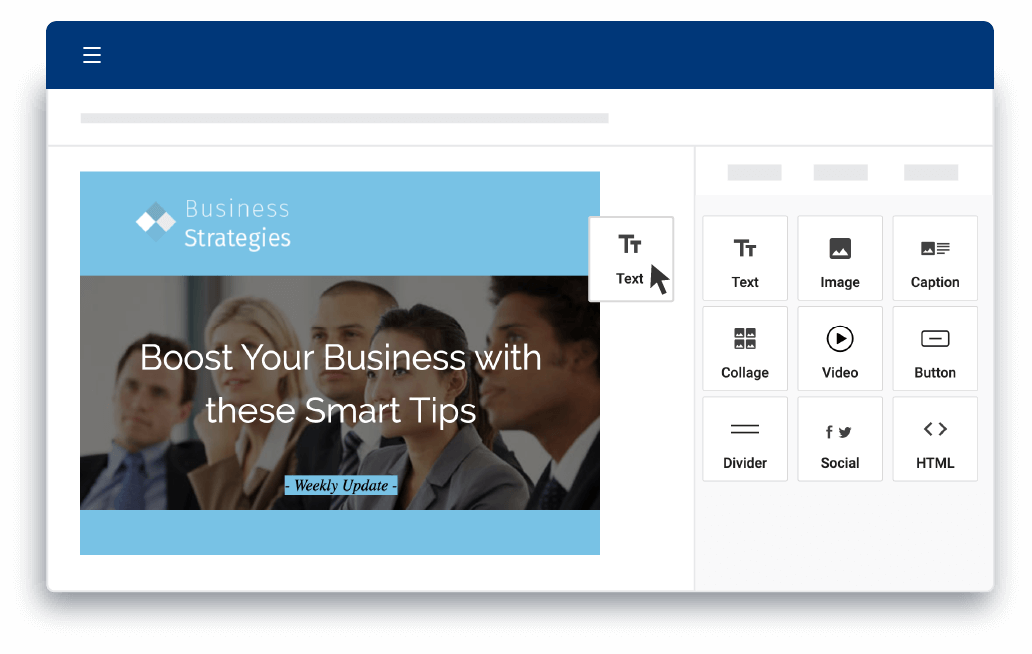 Business
Strategies
Boost Your Business with
these Smart Tips
- Weekly Update -
Text
Text
Image
Caption
Collage
Video
Button
Divider
Social
HTML